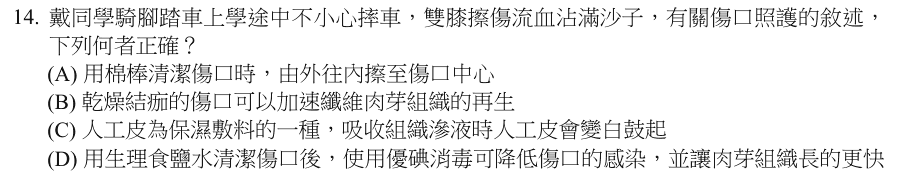 14. 戴同學騎腳踏車上學途中不小心摔車，雙膝擦傷流血沾滿沙子，有關傷口照護的敘述，
下列何者正確？
(A) 用棉棒清潔傷口時，由外往內擦至傷口中心
(B) 乾燥結痂的傷口可以加速纖維肉芽組織的再生
(C) 人工皮為保濕敷料的一種，吸收組織滲液時人工皮會變白鼓起
(D) 用生理食鹽水清潔傷口後，使用優碘消毒可降低傷口的感染，並讓肉芽組織長的更快